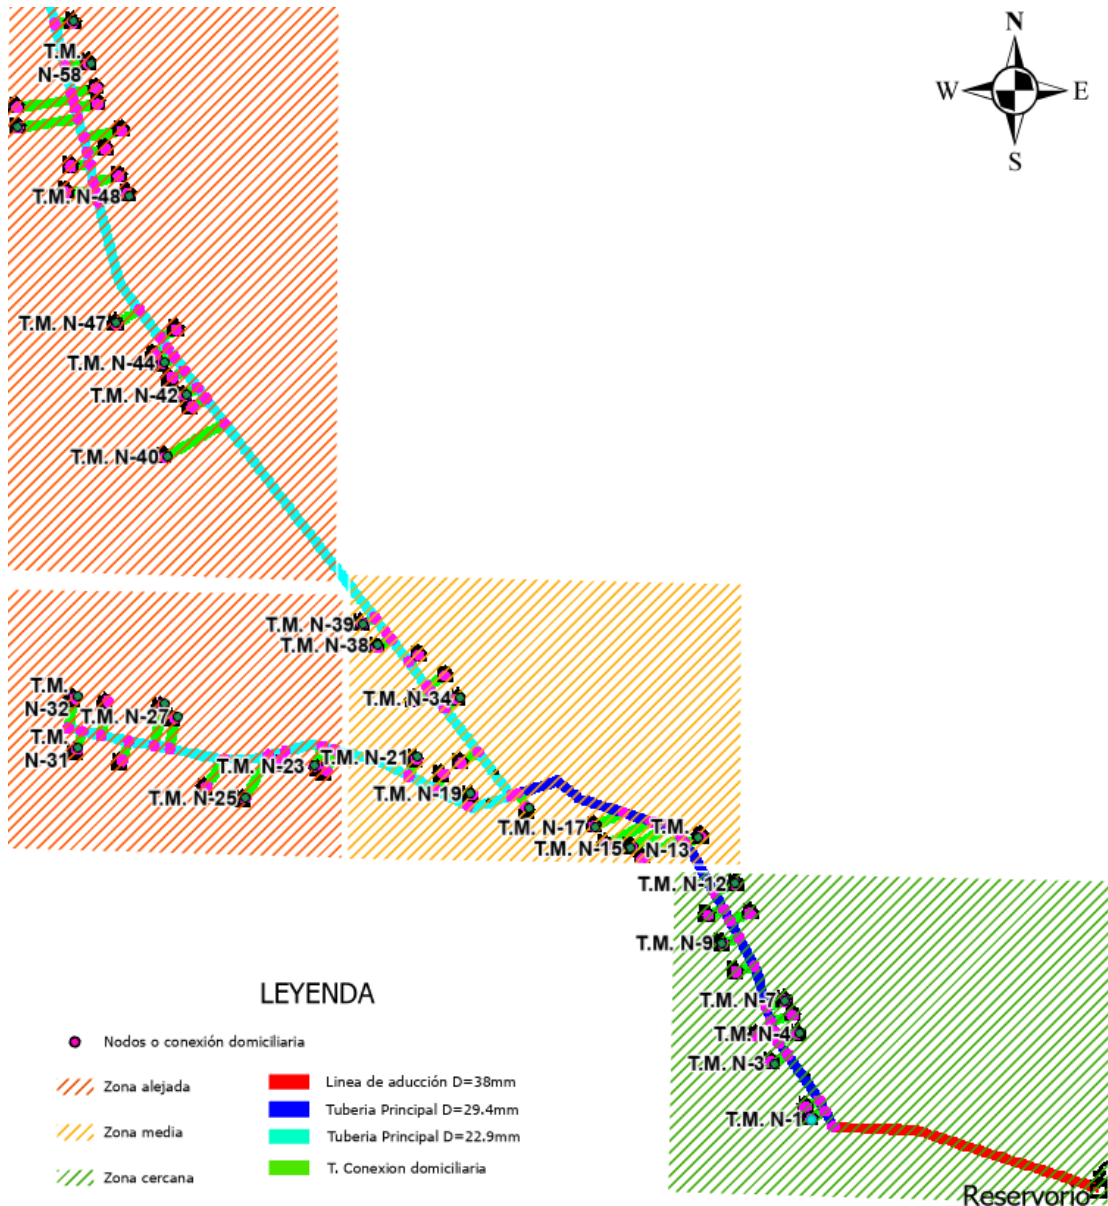 N
W E
S
T.M.
N-58
T.M. N-48
T.M. N-47
T.M. N-44
T.M. N-42
T.M. N-40
T.M. N-39
T.M. N-38
T.M. N-34
T.M.
N-32
T.M. N-27
T.M.
N-31
T.M. N-23
T.M. N-25
T.M. N-21
T.M. N-19
T.M. N-17
T.M. N-15
T.M.
N-13
T.M. N-12
T.M. N-9
T.M. N-7
T.M. N-4
T.M. N-3
T.M. N-1
Reservorio
LEYENDA
Nodos o conexión domiciliaria
Zona alejada
Zona media
Zona cercana
Linea de aducción D=38mm
Tuberia Principal D=29.4mm
Tuberia Principal D=22.9mm
T. Conexion domiciliaria